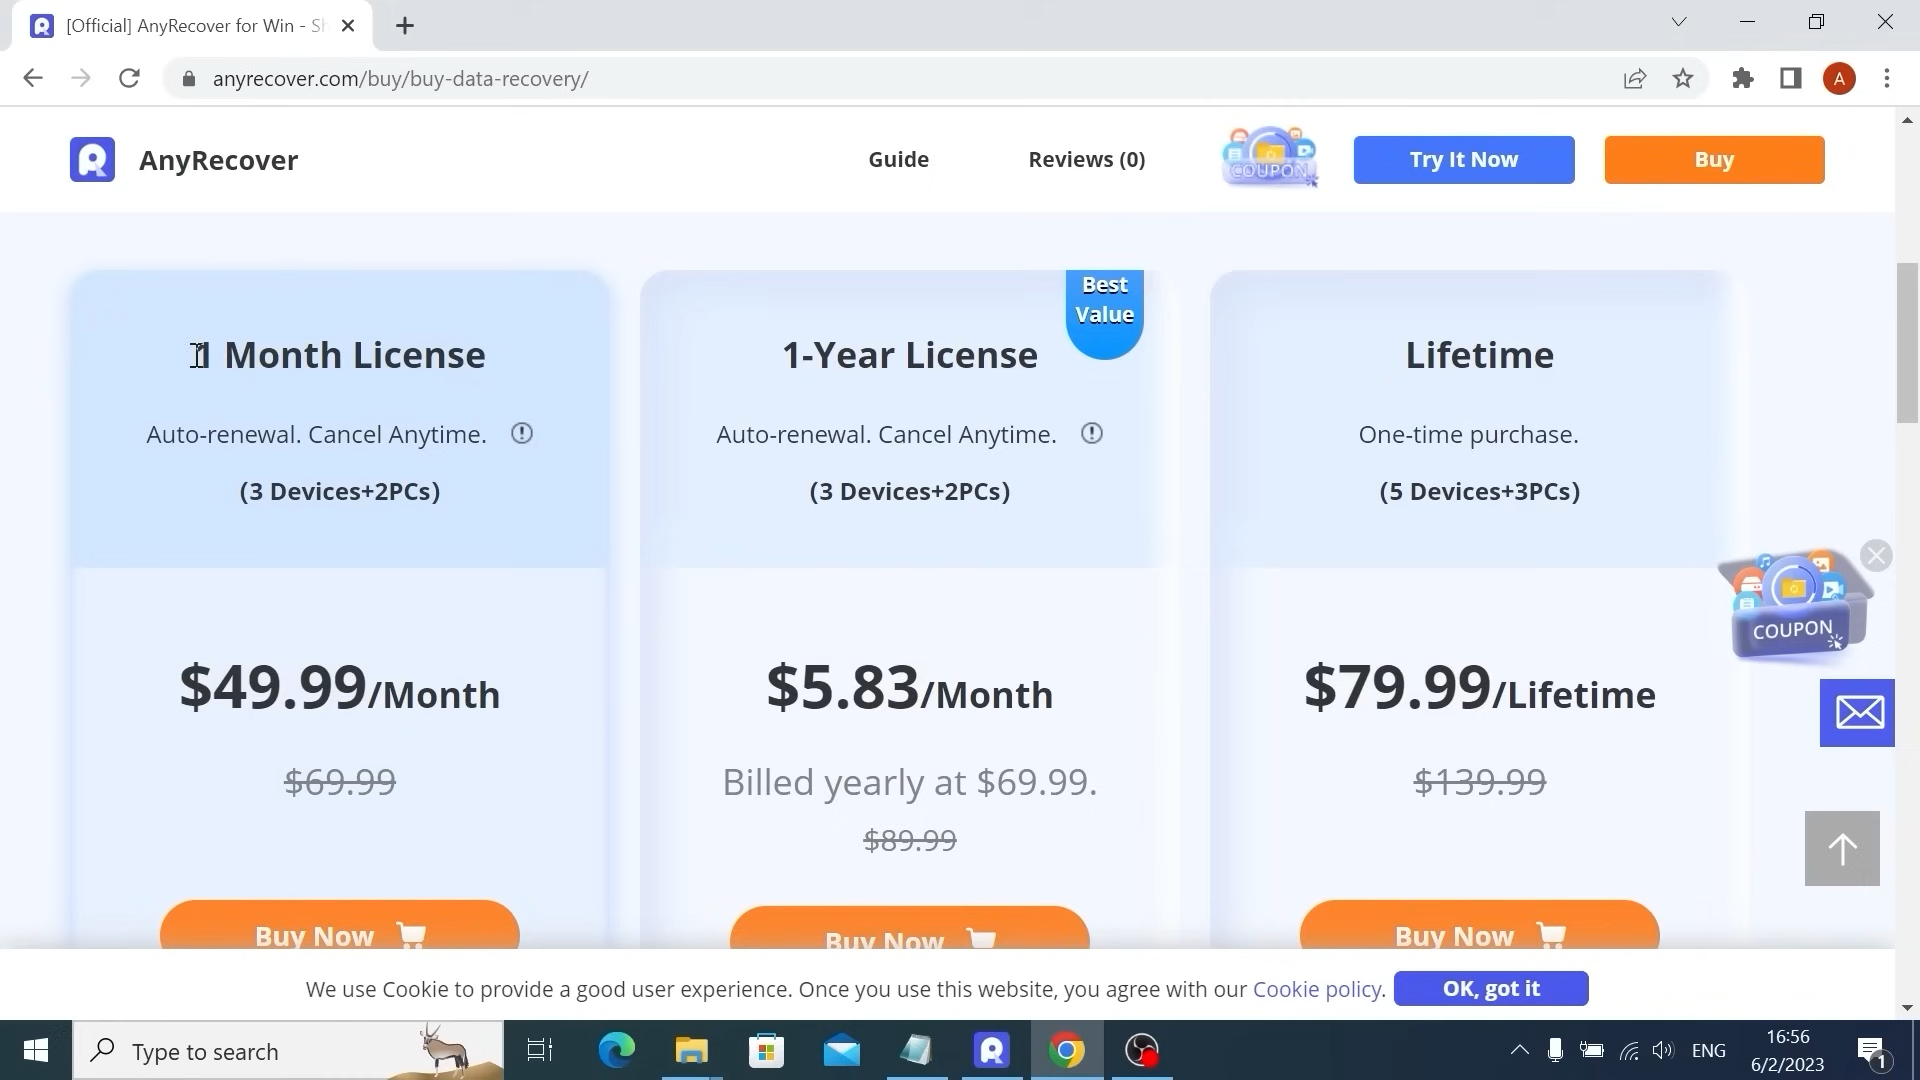 [Official] AnyRecover for Win - Sh
anyrecover.com/buy/buy-data-recovery/
A
AnyRecover
Guide
Reviews (0)
COUPON
Try It Now
Buy
1 Month License
Auto-renewal. Cancel Anytime.
(3 Devices+2PCs)
$49.99/Month
$69.99
Buy Now
Best
Value
1-Year License
Auto-renewal. Cancel Anytime.
(3 Devices+2PCs)
$5.83/Month
Billed yearly at $69.99.
$89.99
Buy Now
Lifetime
One-time purchase.
(5 Devices+3PCs)
$79.99/Lifetime
$139.99
Buy Now
COUPON
We use Cookie to provide a good user experience. Once you use this website, you agree with our Cookie policy.
OK, got it
Type to search
ENG
16:56
6/2/2023
1